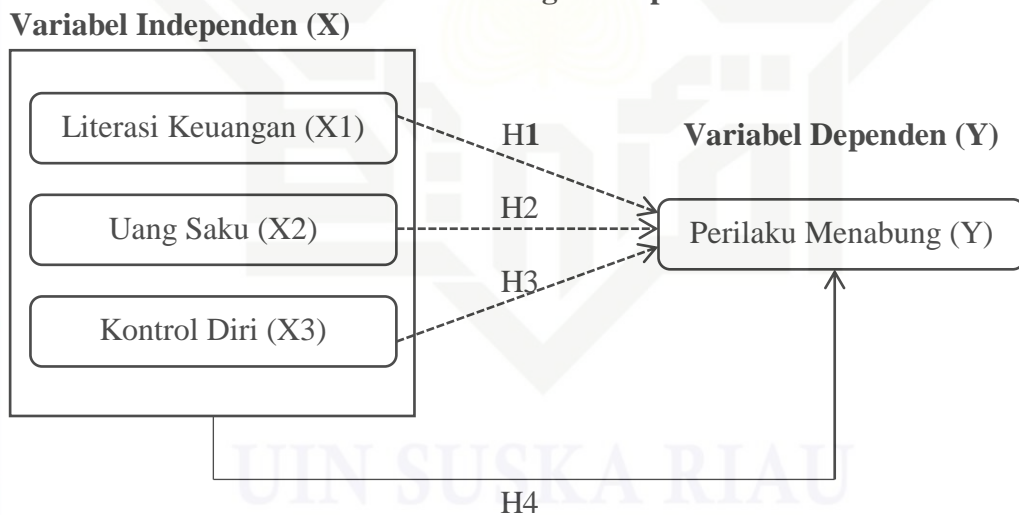 Variabel Independen (X)
Literasi Keuangan (X1)
H1
Variabel Dependen (Y)
Uang Saku (X2)
H2
Perilaku Menabung (Y)
H3
Kontrol Diri (X3)
UIN SUSKA RIAU
H4